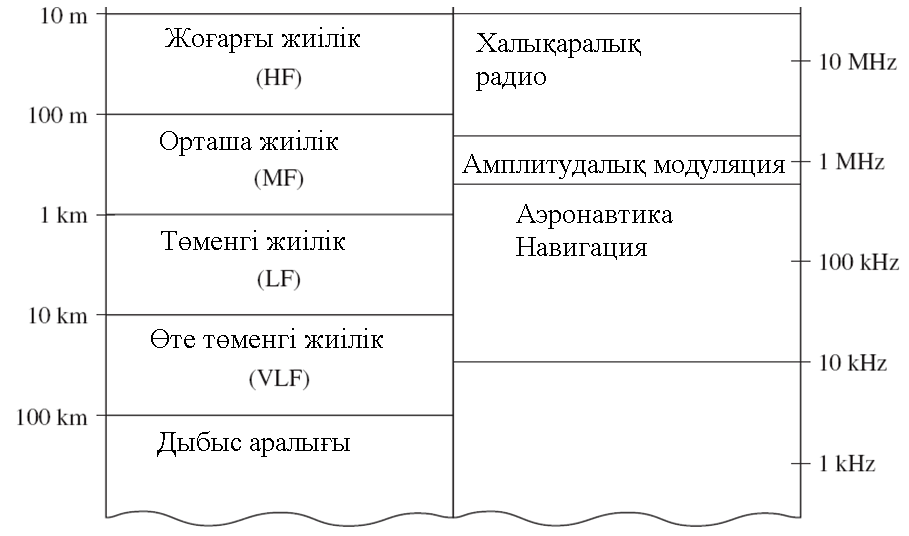 10 m
Жоғарғы жиілік
(HF)
Халықаралық
радио
10 MHz
100 m
Орташа жиілік
(MF)
Амплитудалық модуляция
1 MHz
1 km
Төменгі жиілік
(LF)
Аэронавтика
Навигация
100 kHz
10 km
Өте төменгі жиілік
(VLF)
10 kHz
100 km
Дыбыс аралығы
1 kHz